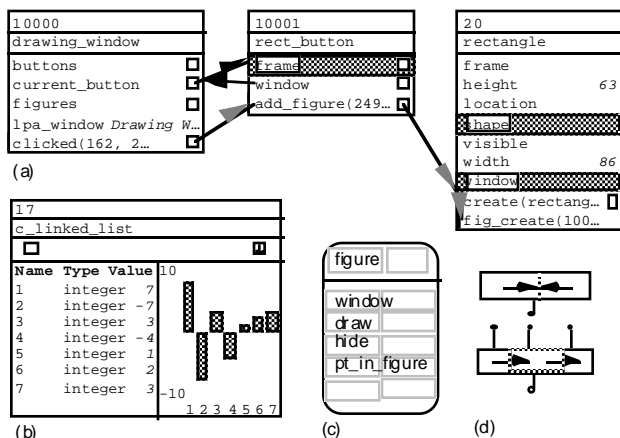 10000
drawing_window
buttons
current_button
figures
lpa_window Drawing W…
clicked(162, 2…
(a)
10001
rect_button
frame
window
add_figure(249…
20
rectangle
frame
height 63
location
shape
visible
width 86
window
create(rectang…
fig_create(100…
17
c_linked_list
Name Type Value
1 integer 7
2 integer -7
3 integer 3
4 integer -4
5 integer 1
6 integer 2
7 integer 3
10
-10
1 2 3 4 5 6 7
(b)
figure
window
draw
hide
pt_in_figure
(c)
(d)